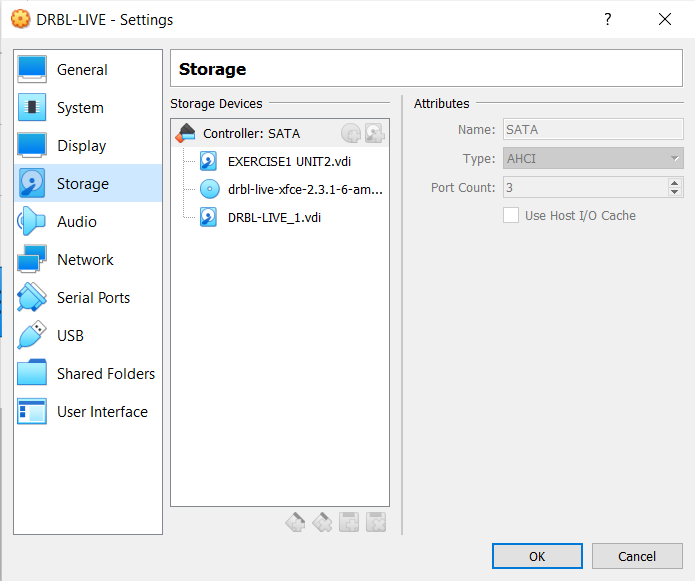 DRBL-LIVE - Settings
?
General
System
Display
Storage
Audio
Network
Serial Ports
USB
Shared Folders
User Interface
Storage
Storage Devices
Controller: SATA
EXERCISE1 UNIT2.vdi
drbl-live-xfce-2.3.1-6-am...
DRBL-LIVE_1.vdi
Attributes
Name: SATA
Type: AHCI
Port Count: 3
Use Host I/O Cache
OK
Cancel